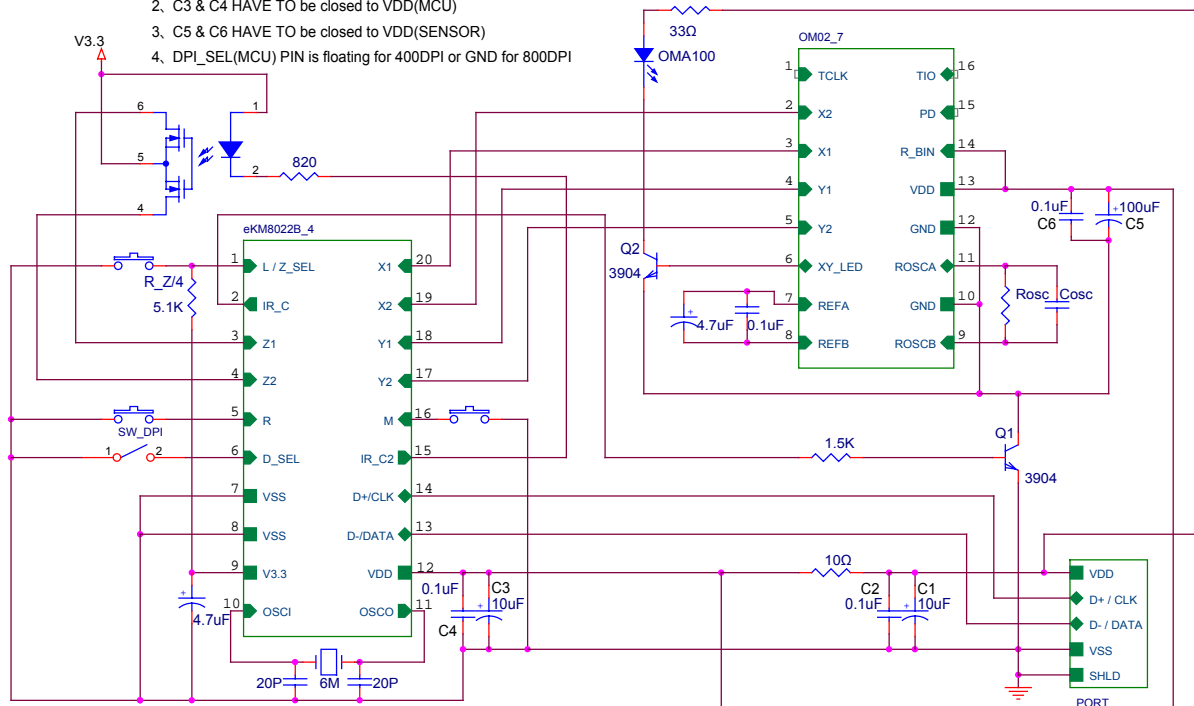 2、C3 & C4 HAVE TO be closed to VDD(MCU)
3、C5 & C6 HAVE TO be closed to VDD(SENSOR)
4、DPI_SEL(MCU) PIN is floating for 400DPI or GND for 800DPI
V3.3
33Ω
OMA100
OM02_7
1 TCLK
2 X2
3 X1
4 Y1
5 Y2
6 XY_LED
7 REFA
8 REFB
TIO 16
PD 15
R_BIN 14
VDD 13
GND 12
ROSCA 11
GND 10
ROSCB 9
6
5
4
1
2
820
0.1uF
C6
+
100uF
C5
Rosc
Cosc
Q2
3904
+
4.7uF
0.1uF
eKM8022B_4
1 L / Z_SEL
2 IR_C
3 Z1
4 Z2
5 R
6 D_SEL
7 VSS
8 VSS
9 V3.3
10 OSCI
X1 20
X2 19
Y1 18
Y2 17
M 16
IR_C2 15
D+/CLK 14
D-/DATA 13
VDD 12
OSCO 11
R_Z/4
5.1K
SW_DPI
1 2
+
4.7uF
20P
6M
20P
0.1uF
C4
C3
+
10uF
1.5K
Q1
3904
10Ω
C2
0.1uF
C1
+
10uF
VDD
D+ / CLK
D- / DATA
VSS
SHLD
PORT